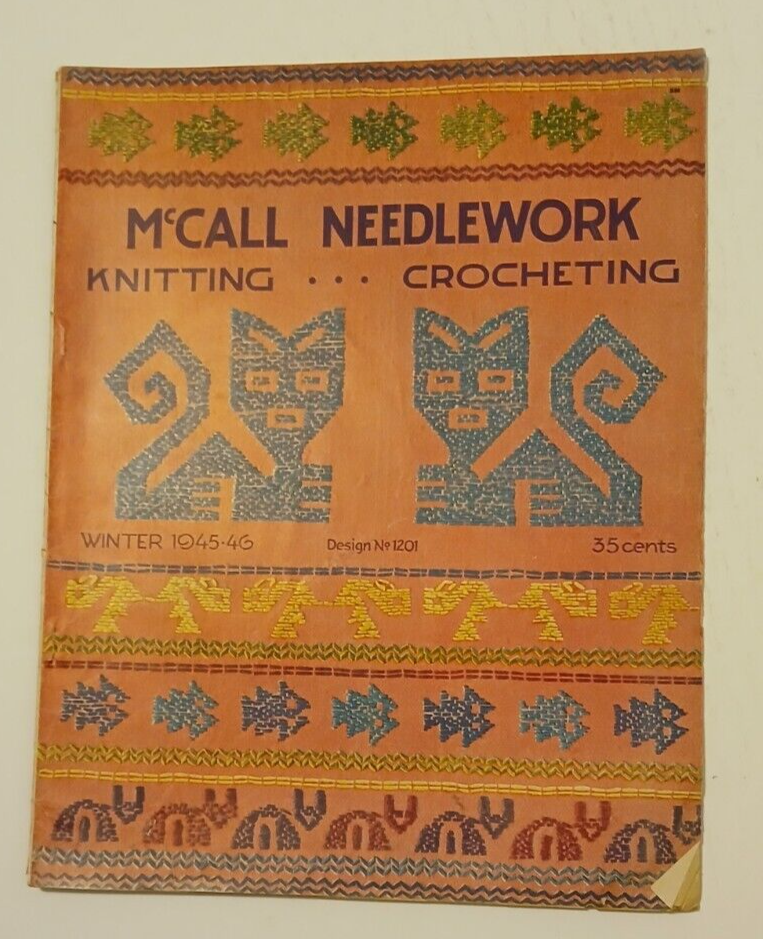 McCALL NEEDLEWORK
KNITTING ... CROCHETING
WINTER 1945-46 Design No 1201 35 cents